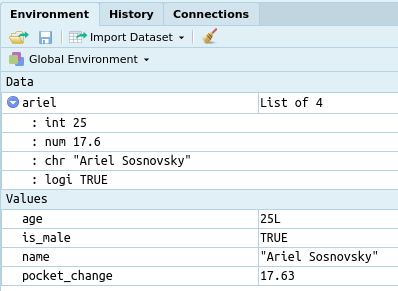 Environment History Connections
Import Dataset
Global Environment
Data
ariel List of 4
: int 25
: num 17.6
: chr "Ariel Sosnovsky"
: logi TRUE
Values
age 25L
is_male TRUE
name "Ariel Sosnovsky"
pocket_change 17.63